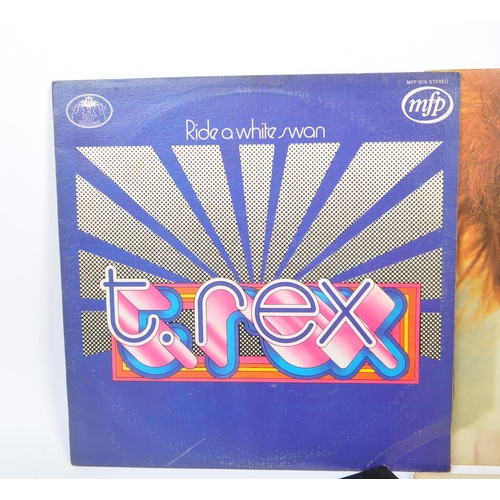 MFP 5274 STEREO
mfp
Ride a white swan
t.rex